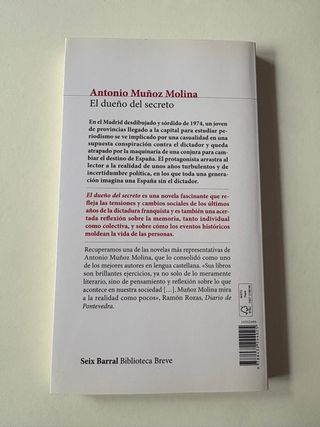 Antonio Muñoz Molina
El dueño del secreto
En el Madrid desdibujado y sórdido de 1974, un joven
de provincias llegado a la capital para estudiar pe-
riodismo se ve implicado por una casualidad en una
supuesta conspiración contra el dictador y queda
atrapado por la maquinaria de una conjura para cam-
biar el destino de España. El protagonista arrastra al
lector a la realidad de unos años turbulentos y de
incertidumbre política, en los que toda una genera-
ción imagina una España sin el dictador.
El dueño del secreto es una novela fascinante que re-
fleja las tensiones y cambios sociales de los últimos
años de la dictadura franquista y es también una acer-
tada reflexión sobre la memoria, tanto individual
como colectiva, y sobre cómo los eventos históricos
moldean la vida de las personas.
Recuperamos una de las novelas más representativas de
Antonio Muñoz Molina, que lo consolidó como uno
de los mejores autores en lengua castellana. «Sus libros
son brillantes ejercicios, ya no solo de lo meramente
literario, sino de pensamiento y reflexión sobre lo que
acontece en nuestra sociedad [...]. Muñoz Molina mira
a la realidad como pocos», Ramón Rozas, Diario de
Pontevedra.
Seix Barral Biblioteca Breve